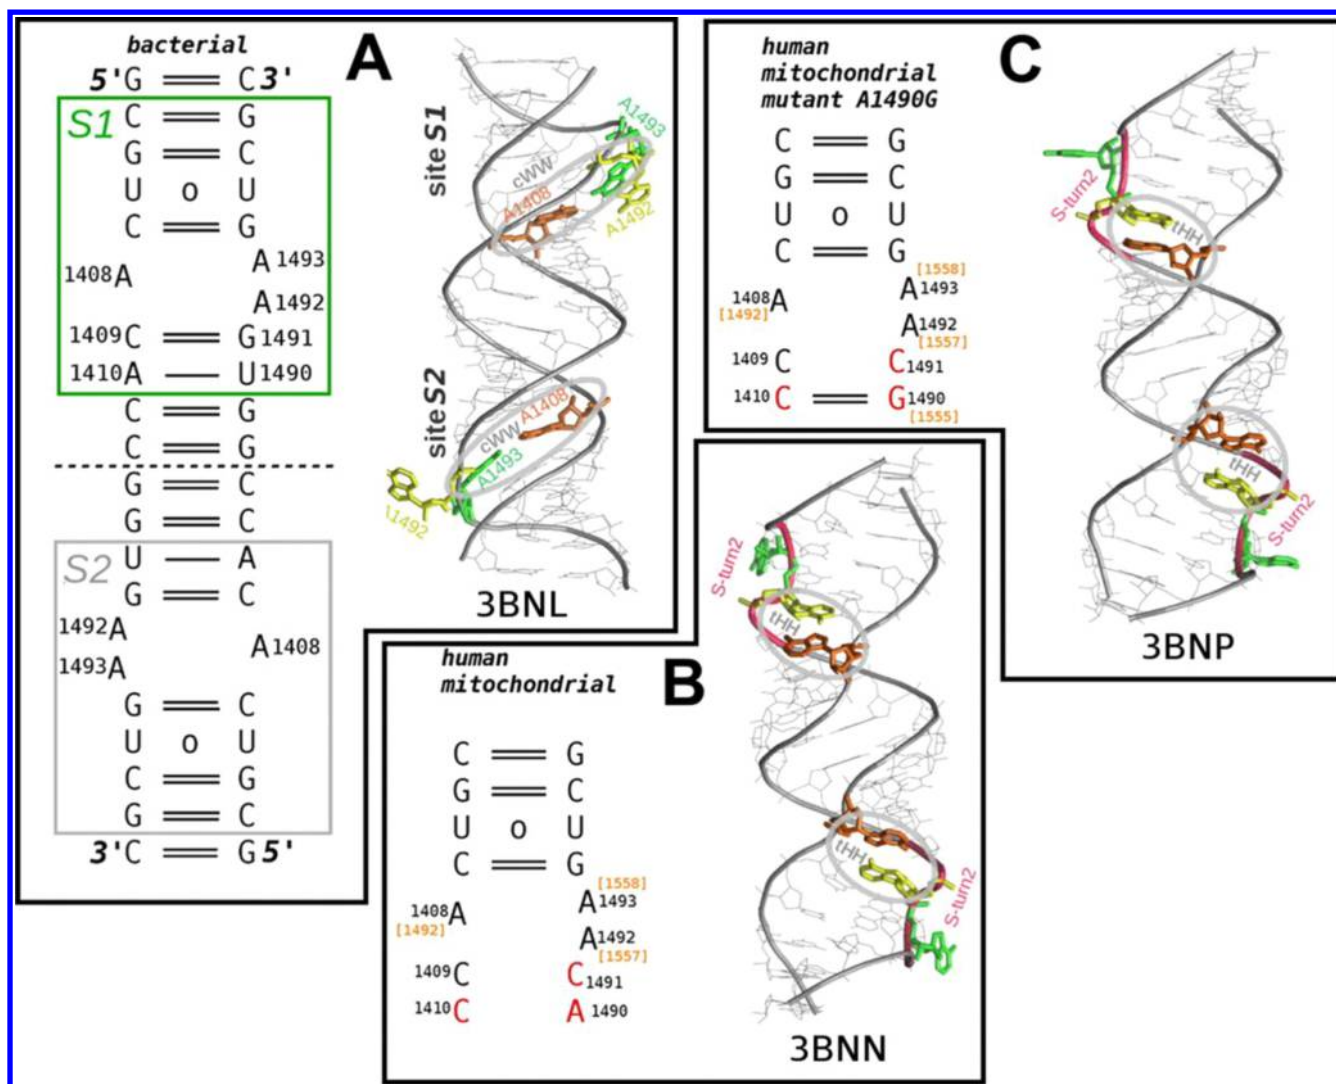 bacterial
5'G C3'
S1
C G
G C
U o U
C G
A1493
1408A
A1492
1409C G1491
1410A U1490
C G
C G
G C
G C
S2
U A
G C
1492A
A1408
1493A
G C
U o U
C G
G C
3'C G5'
A
site S1
A1493
cWW
A1408
A1492
site S2
A1408
cWW
A1493
3BNL
human
mitochondrial
B
C G
G C
U o U
C G
[1558]
A1493
1408A
[1492]
A1492
[1557]
1409C C1491
1410C A1490
S-turn2
tHH
tHH
S-turn2
3BNN
human
mitochondrial
mutant A1490G
C
C G
G C
U o U
C G
[1558]
A1493
1408A
[1492]
A1492
[1557]
1409 C C1491
1410 C G1490
[1555]
S-turn2
tHH
tHH
S-turn2
3BNP